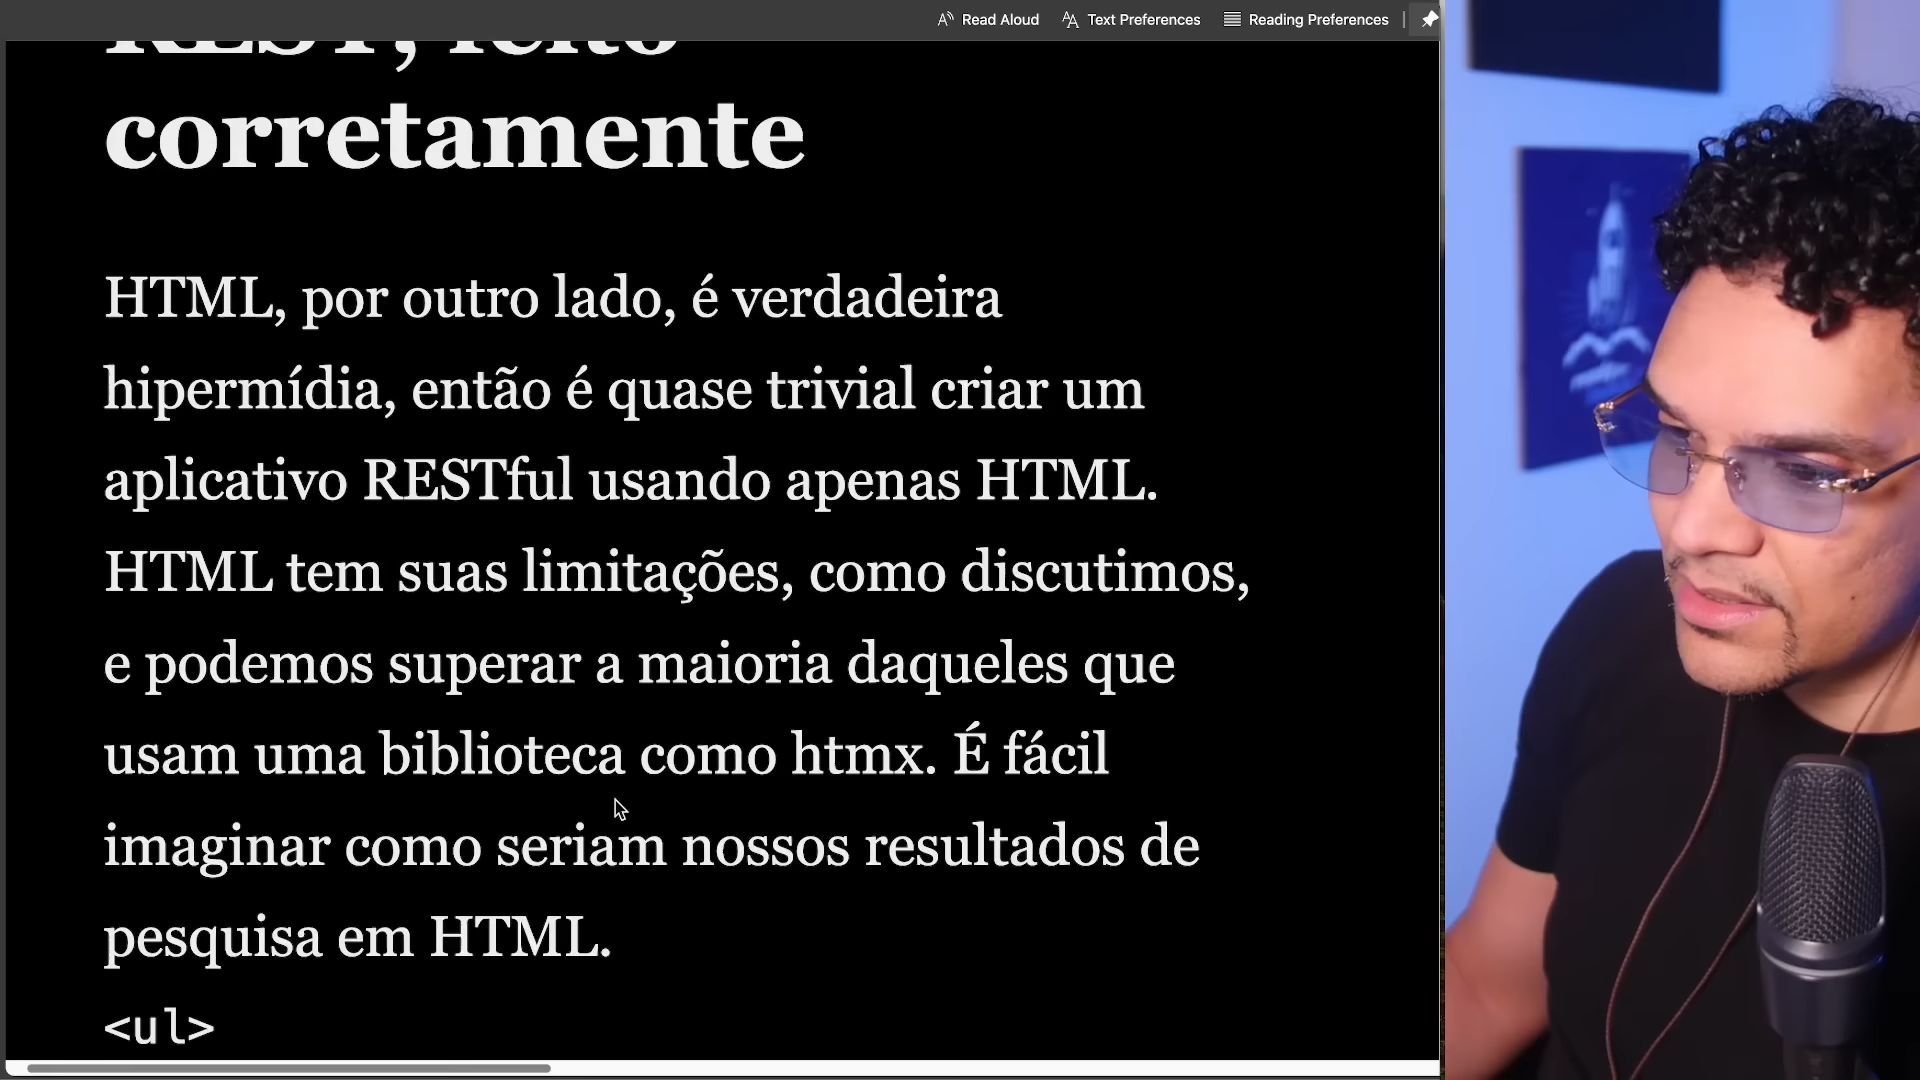 Read Aloud Text Preferences Reading Preferences
REST, feito
corretamente
HTML, por outro lado, é verdadeira
hipermídia, então é quase trivial criar um
aplicativo RESTful usando apenas HTML.
HTML tem suas limitações, como discutimos,
e podemos superar a maioria daqueles que
usam uma biblioteca como htmx. É fácil
imaginar como seriam nossos resultados de
pesquisa em HTML.
<ul>